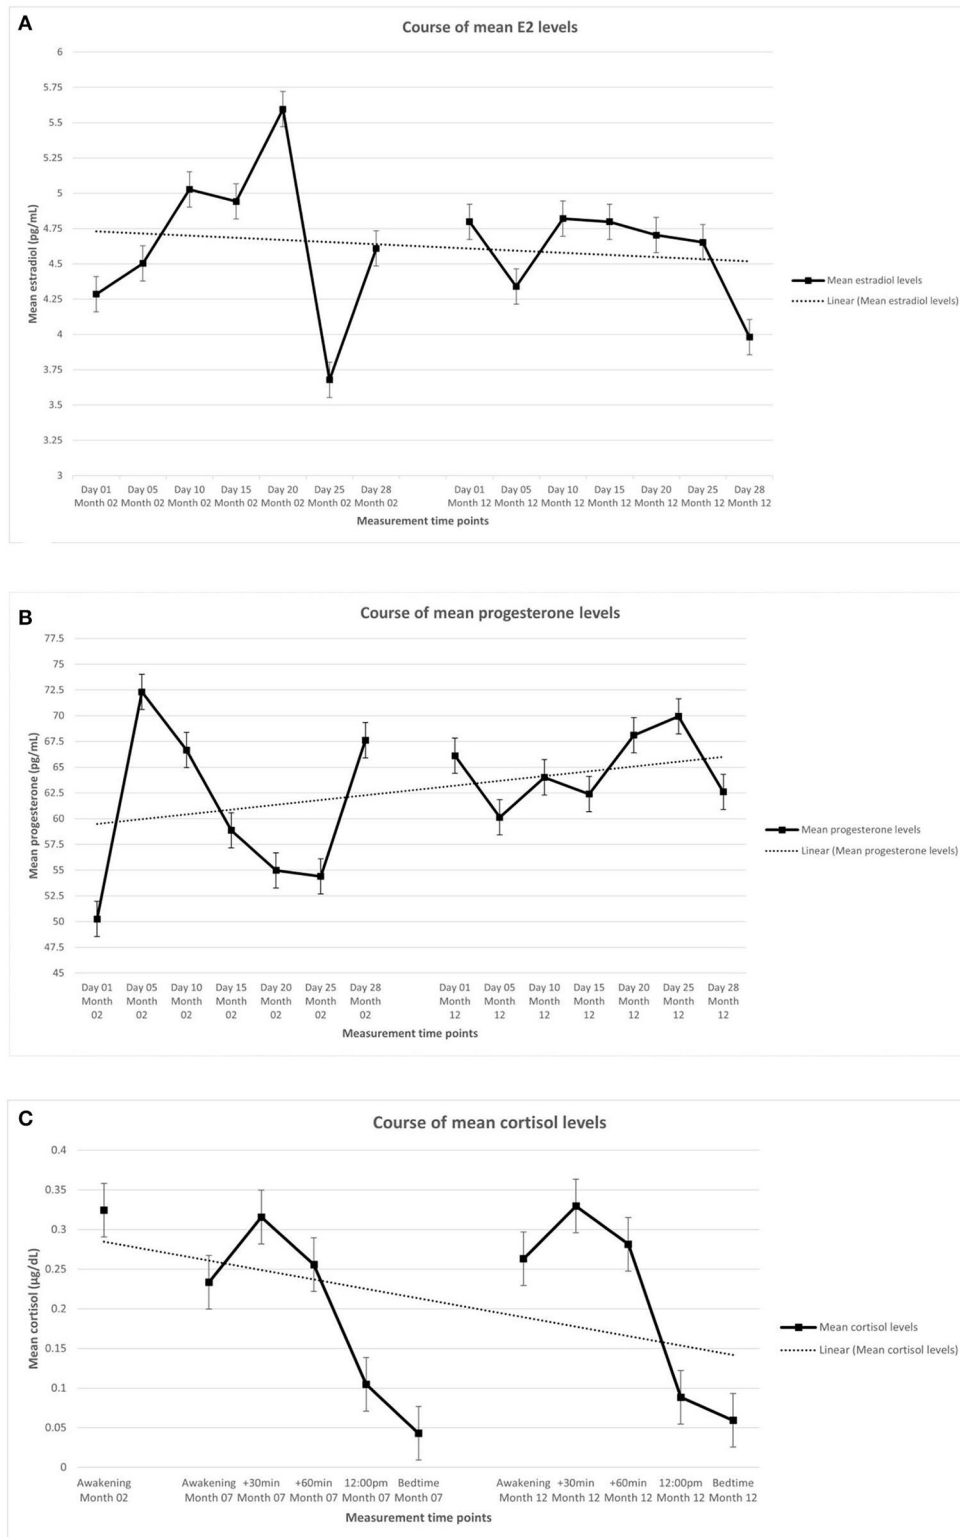 A
Course of mean E2 levels
6
5.75
5.5
5.25
5
4.75
4.5
4.25
4
3.75
3.5
3.25
3
Mean estradiol (pg/mL)
Day 01 Day 05 Day 10 Day 15 Day 20 Day 25 Day 28 Day 01 Day 05 Day 10 Day 15 Day 20 Day 25 Day 28
Month 02 Month 02 Month 02 Month 02 Month 02 Month 02 Month 02 Month 12 Month 12 Month 12 Month 12 Month 12 Month 12 Month 12
Measurement time points
Mean estradiol levels
Linear (Mean estradiol levels)
B
Course of mean progesterone levels
77.5
75
72.5
70
67.5
65
62.5
60
57.5
55
52.5
50
47.5
45
Mean progesterone (pg/mL)
Day 01 Day 05 Day 10 Day 15 Day 20 Day 25 Day 28 Day 01 Day 05 Day 10 Day 15 Day 20 Day 25 Day 28
Month Month Month Month Month Month Month Month Month Month Month Month Month Month
02 02 02 02 02 02 02 12 12 12 12 12 12 12
Measurement time points
Mean progesterone levels
Linear (Mean progesterone levels)
C
Course of mean cortisol levels
0.4
0.35
0.3
0.25
0.2
0.15
0.1
0.05
0
Mean cortisol (µg/dL)
Awakening Awakening +30min +60min 12:00pm Bedtime Awakening +30min +60min 12:00pm Bedtime
Month 02 Month 07 Month 07 Month 07 Month 07 Month 07 Month 12 Month 12 Month 12 Month 12 Month 12
Measurement time points
Mean cortisol levels
Linear (Mean cortisol levels)